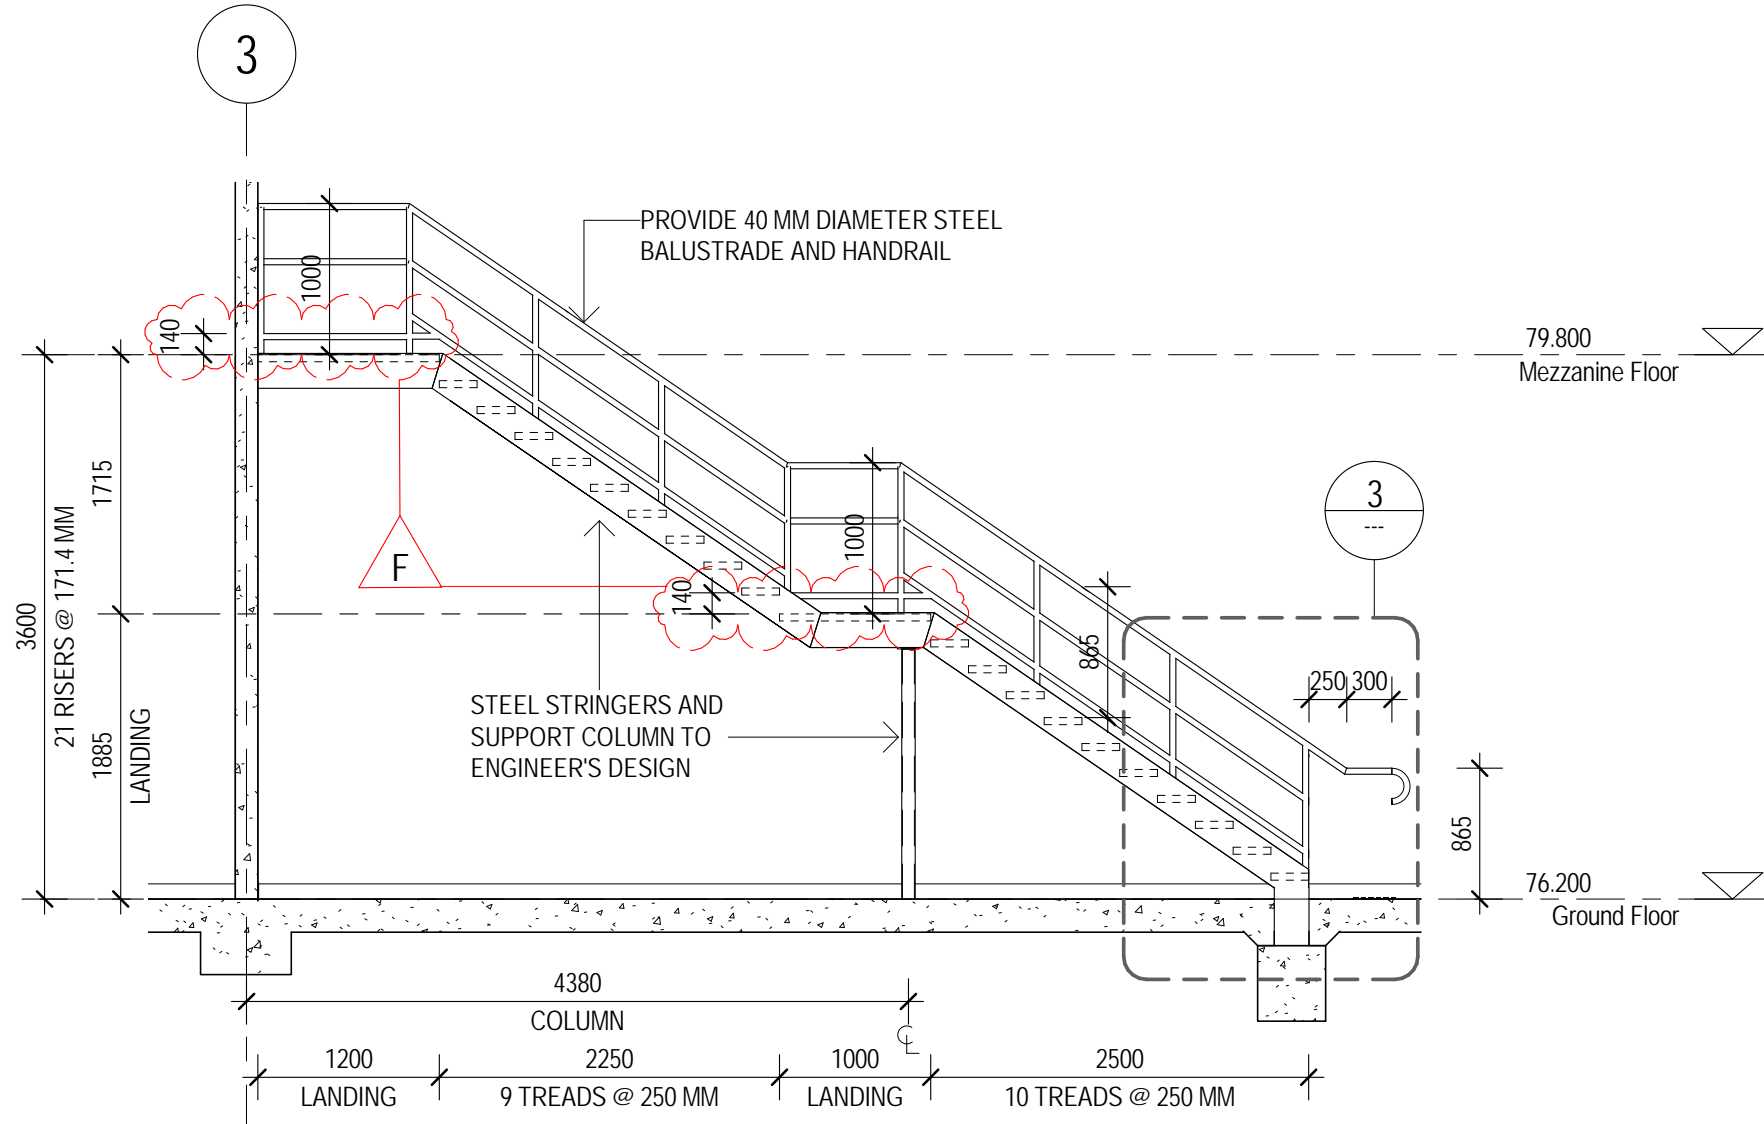 3
PROVIDE 40 MM DIAMETER STEEL
BALUSTRADE AND HANDRAIL
1000
140
79.800
Mezzanine Floor
3600
21 RISERS @ 171.4 MM
1715
1885
LANDING
F
1000
140
3
---
865
250
300
865
STEEL STRINGERS AND
SUPPORT COLUMN TO
ENGINEER'S DESIGN
76.200
Ground Floor
4380
COLUMN
CL
1200
LANDING
2250
9 TREADS @ 250 MM
1000
LANDING
2500
10 TREADS @ 250 MM